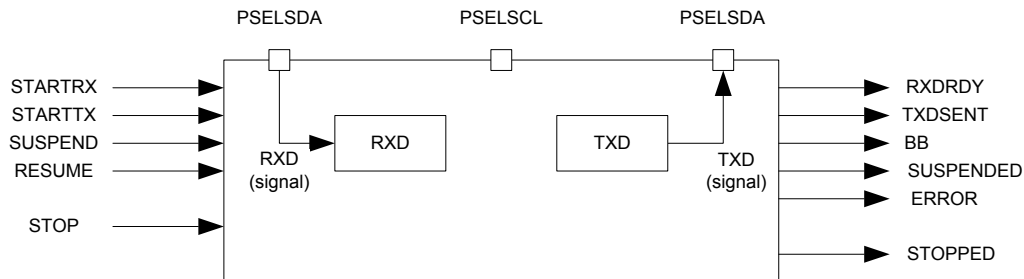 PSELSDA PSELSCL PSELSDA
STARTRX
STARTTX
SUSPEND
RESUME
STOP
RXD
(signal)
RXD
TXD
TXD
(signal)
RXDRDY
TXDSENT
BB
SUSPENDED
ERROR
STOPPED